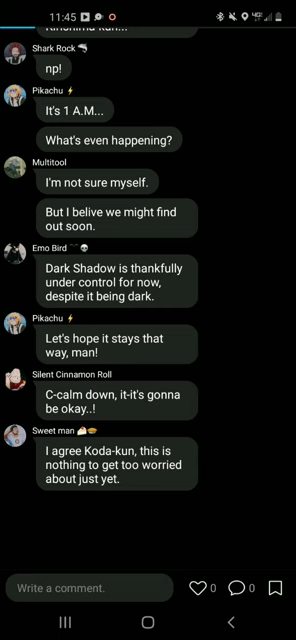 11:45
Shark Rock
np!
Pikachu
It's 1 A.M...
What's even happening?
Multitool
I'm not sure myself.
But I belive we might find
out soon.
Emo Bird
Dark Shadow is thankfully
under control for now,
despite it being dark.
Pikachu
Let's hope it stays that
way, man!
Silent Cinnamon Roll
C-calm down, it-it's gonna
be okay..!
Sweet man
I agree Koda-kun, this is
nothing to get too worried
about just yet.
Write a comment.
0
0